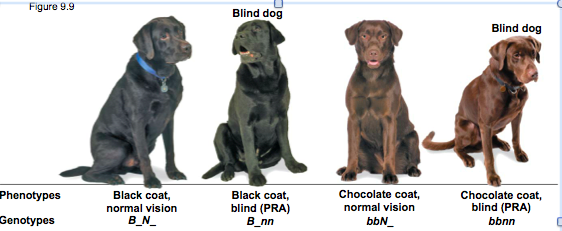 Figure 9.9
Blind dog
Blind dog
Phenotypes
Black coat,
normal vision
Black coat,
blind (PRA)
Chocolate coat,
normal vision
Chocolate coat,
blind (PRA)
Genotypes
B_N_
B_nn
bbN_
bbnn